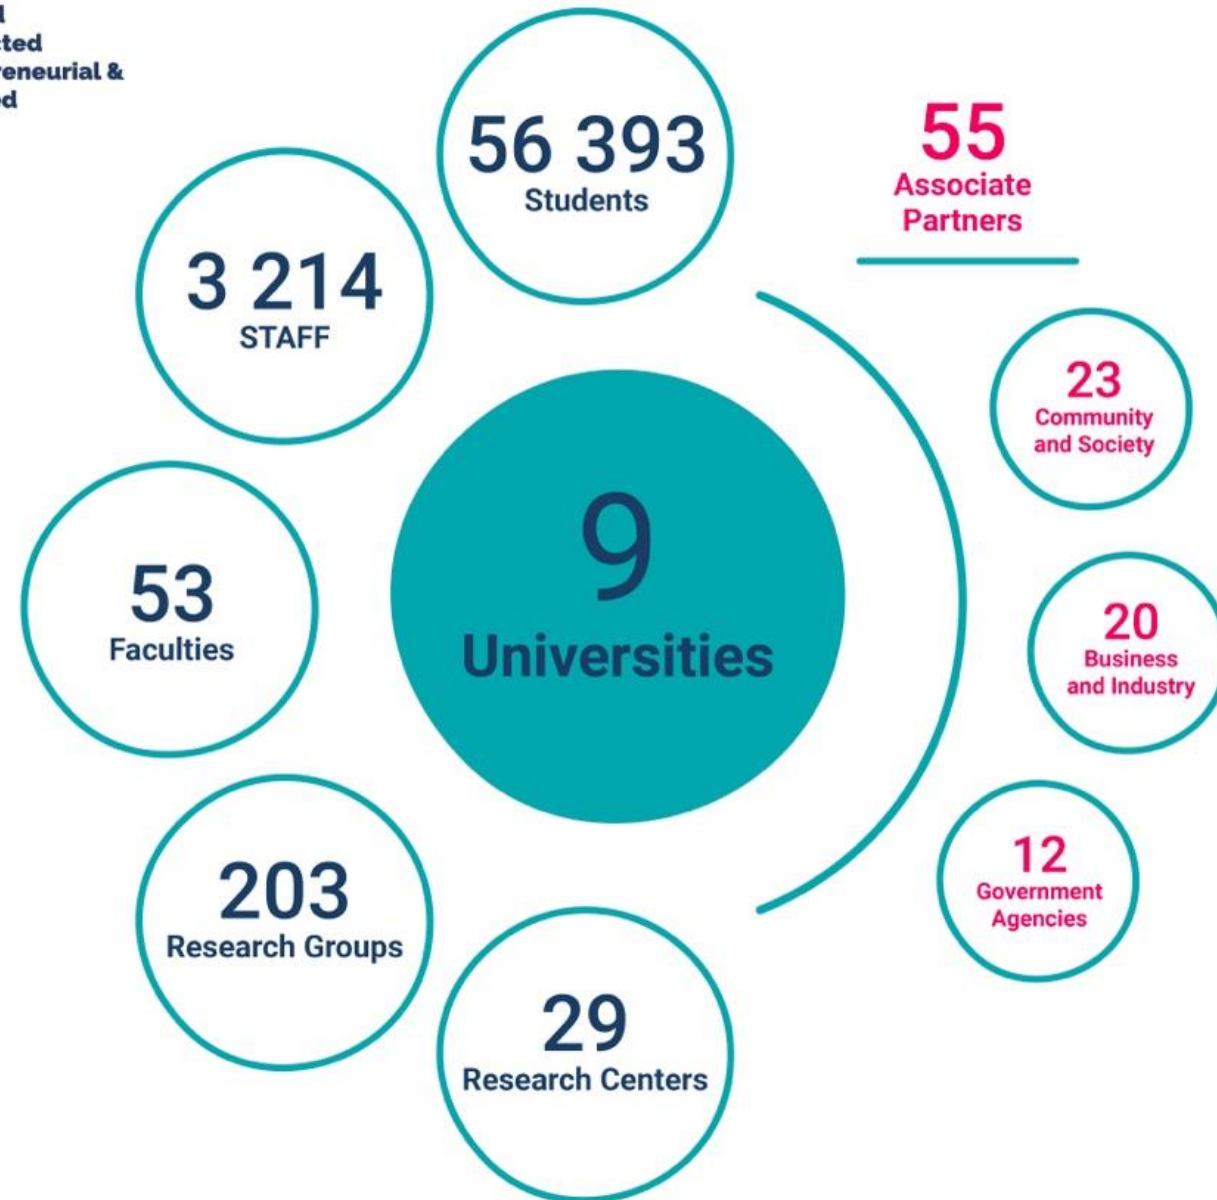 56 393
Students
55
Associate
Partners
3 214
STAFF
23
Community
and Society
9
Universities
53
Faculties
20
Business
and Industry
203
Research Groups
12
Government
Agencies
29
Research Centers